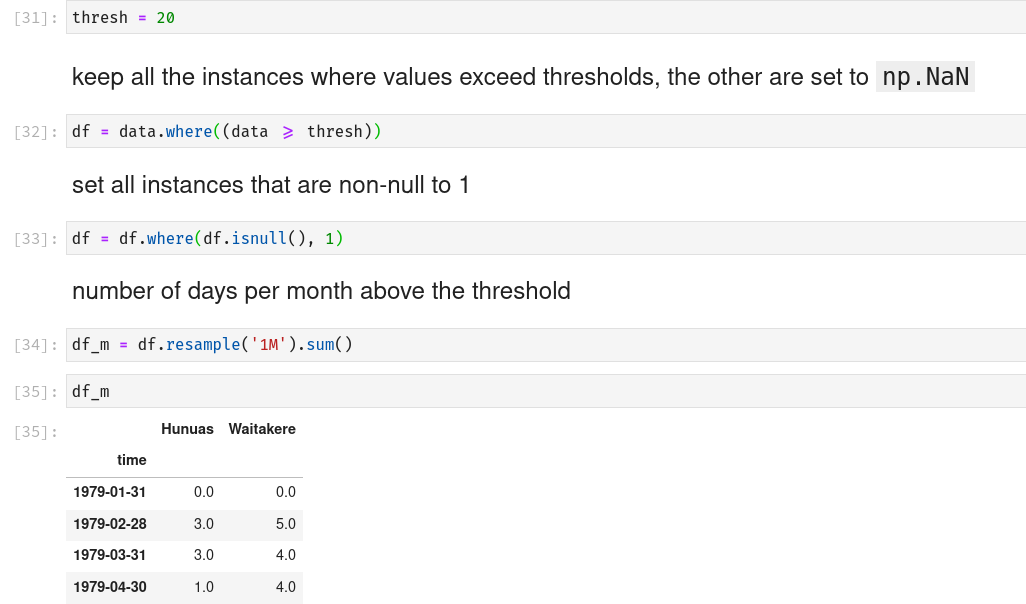 [31]: thresh = 20
keep all the instances where values exceed thresholds, the other are set to np.NaN
[32]: df = data.where((data ⩾ thresh))
set all instances that are non-null to 1
[33]: df = df.where(df.isnull(), 1)
number of days per month above the threshold
[34]: df_m = df.resample('1M').sum()
[35]: df_m
[35]: Hunuas Waitakere
time
1979-01-31 0.0 0.0
1979-02-28 3.0 5.0
1979-03-31 3.0 4.0
1979-04-30 1.0 4.0